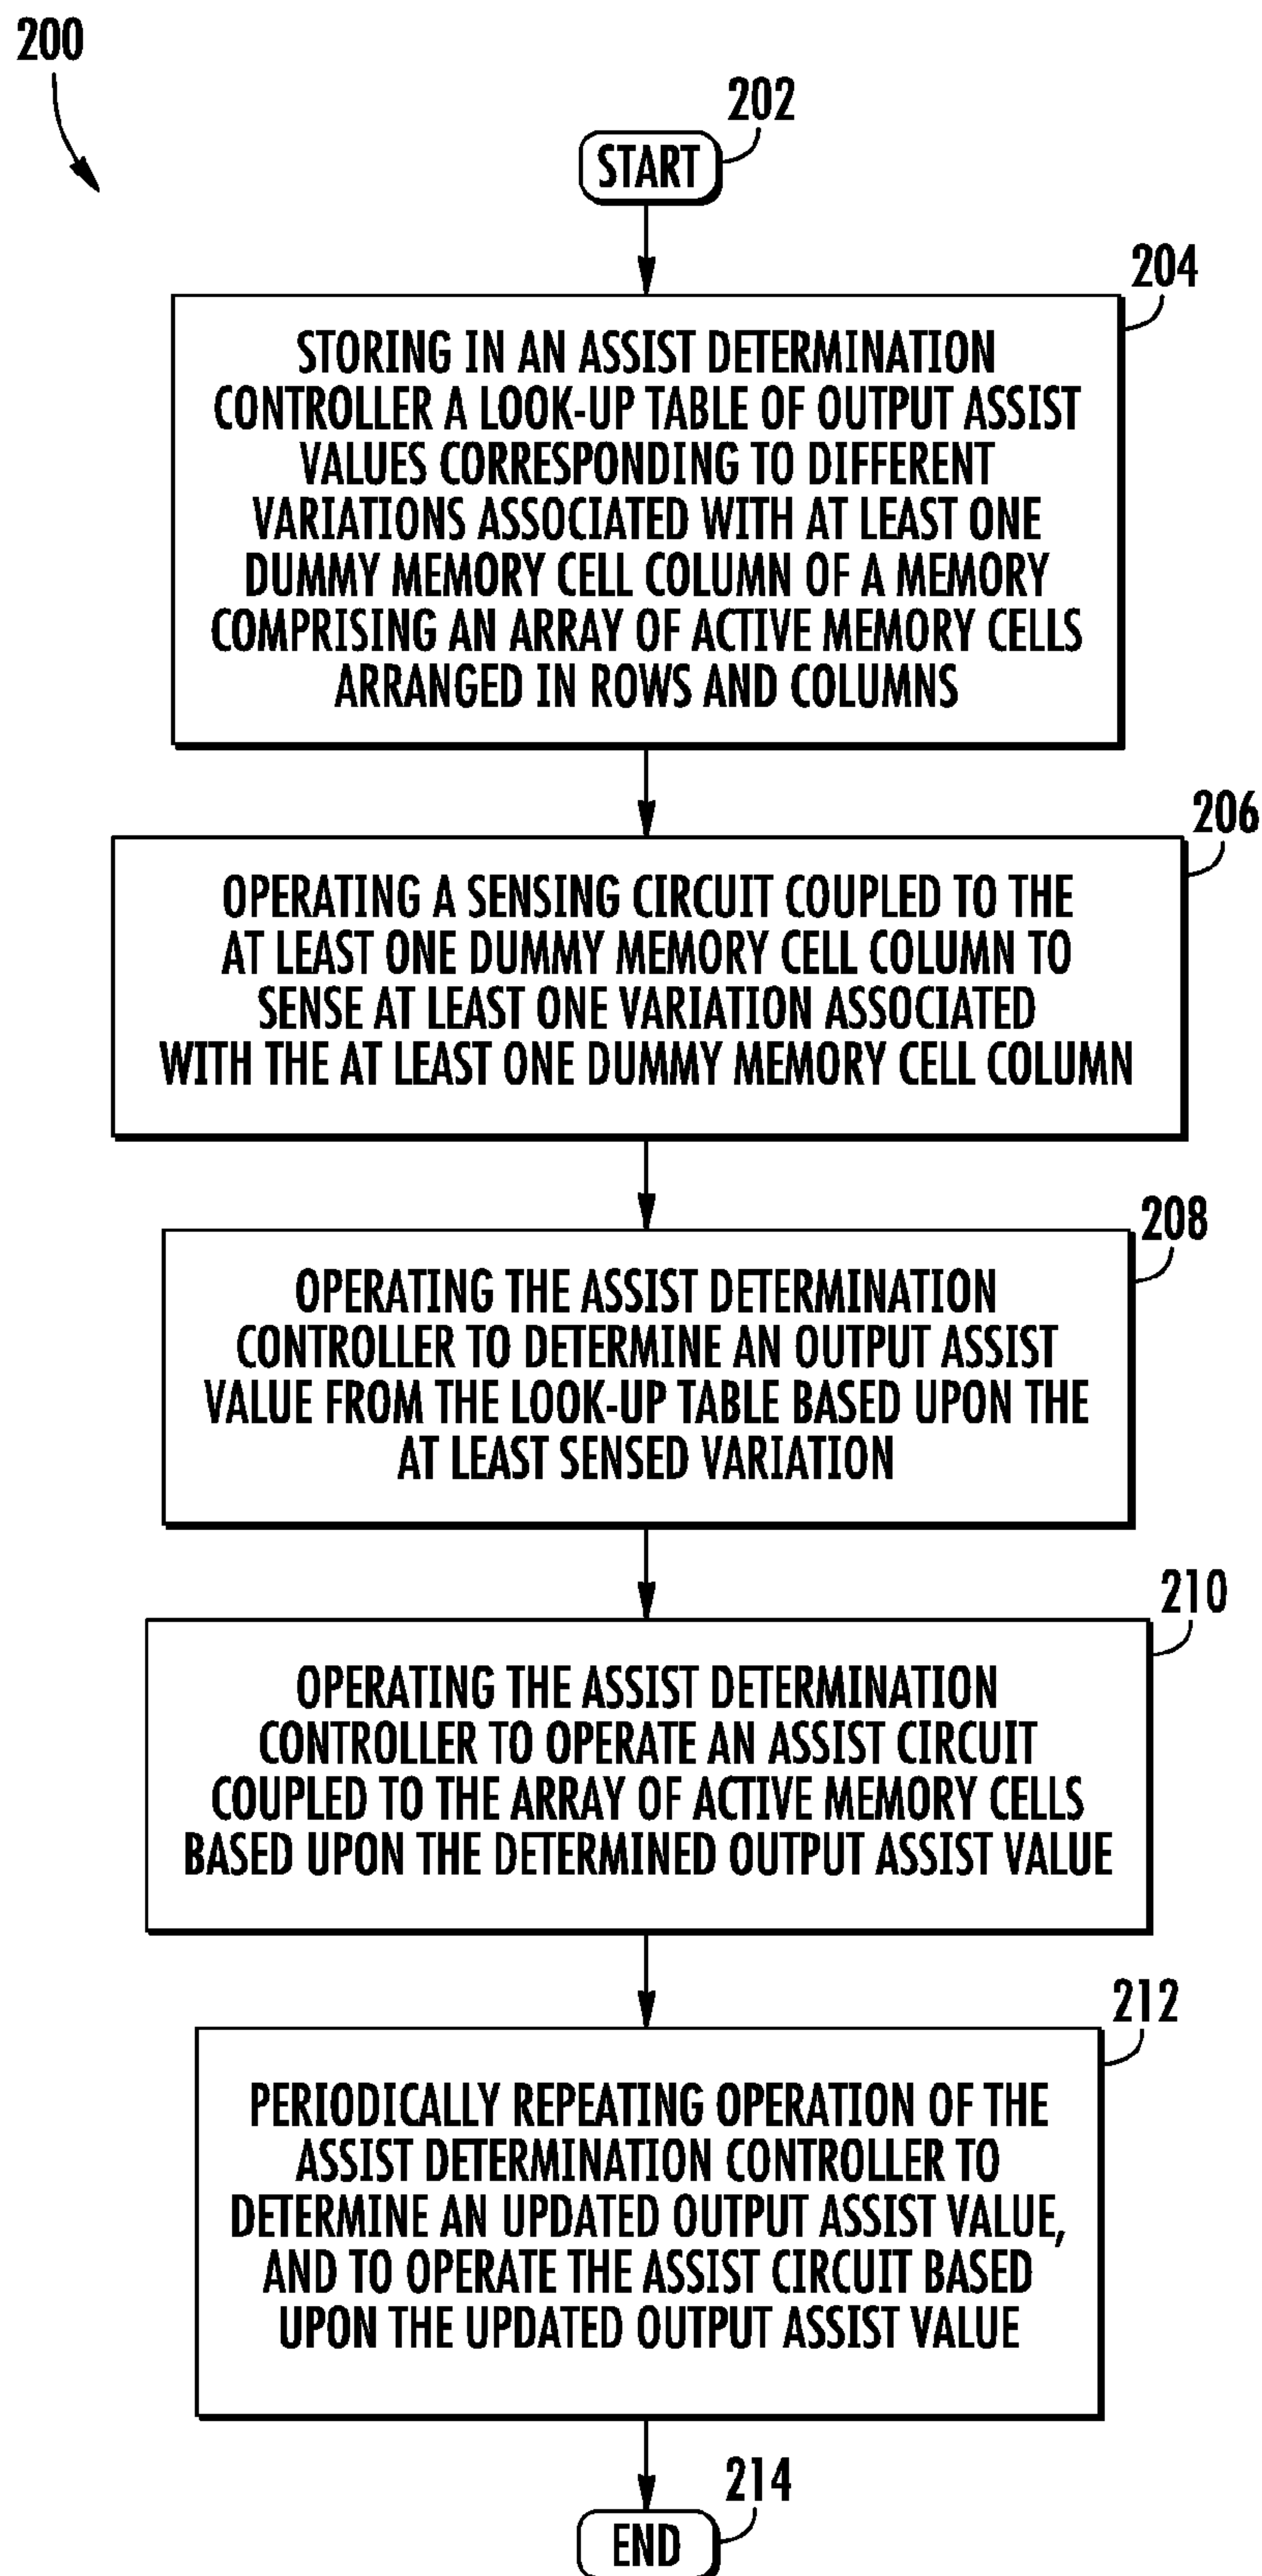 200
202
START
204
STORING IN AN ASSIST DETERMINATION
CONTROLLER A LOOK-UP TABLE OF OUTPUT ASSIST
VALUES CORRESPONDING TO DIFFERENT
VARIATIONS ASSOCIATED WITH AT LEAST ONE
DUMMY MEMORY CELL COLUMN OF A MEMORY
COMPRISING AN ARRAY OF ACTIVE MEMORY CELLS
ARRANGED IN ROWS AND COLUMNS
206
OPERATING A SENSING CIRCUIT COUPLED TO THE
AT LEAST ONE DUMMY MEMORY CELL COLUMN TO
SENSE AT LEAST ONE VARIATION ASSOCIATED
WITH THE AT LEAST ONE DUMMY MEMORY CELL COLUMN
208
OPERATING THE ASSIST DETERMINATION
CONTROLLER TO DETERMINE AN OUTPUT ASSIST
VALUE FROM THE LOOK-UP TABLE BASED UPON THE
AT LEAST SENSED VARIATION
210
OPERATING THE ASSIST DETERMINATION
CONTROLLER TO OPERATE AN ASSIST CIRCUIT
COUPLED TO THE ARRAY OF ACTIVE MEMORY CELLS
BASED UPON THE DETERMINED OUTPUT ASSIST VALUE
212
PERIODICALLY REPEATING OPERATION OF THE
ASSIST DETERMINATION CONTROLLER TO
DETERMINE AN UPDATED OUTPUT ASSIST VALUE,
AND TO OPERATE THE ASSIST CIRCUIT BASED
UPON THE UPDATED OUTPUT ASSIST VALUE
214
END